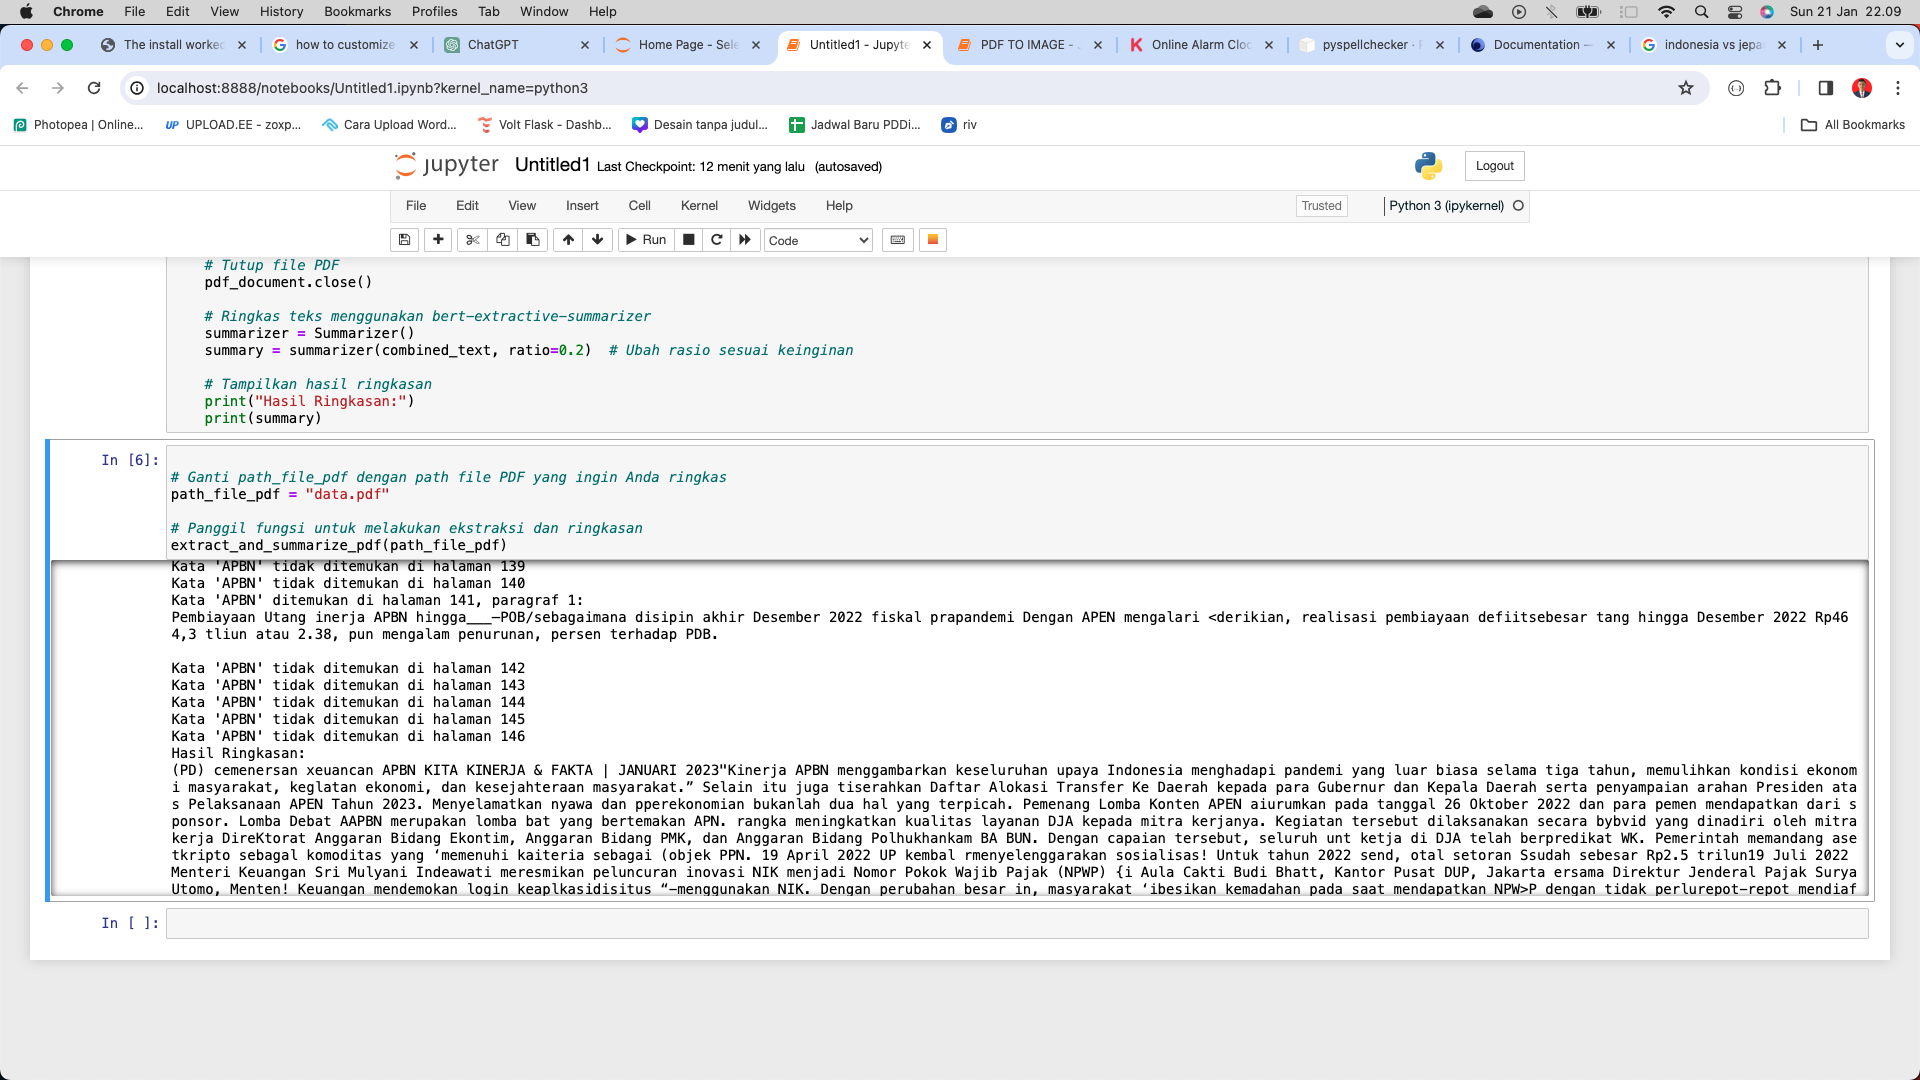 Chrome File Edit View History Bookmarks Profiles Tab Window Help Sun 21 Jan 22.09
The install worke how to customize ChatGPT Home Page - Sele Untitled1 - Jupyte PDF TO IMAGE - Online Alarm Cloc pyspellchecker · Documentation — indonesia vs jepa
localhost:8888/notebooks/Untitled1.ipynb?kernel_name=python3
Photopea | Online... UP UPLOAD.EE - zoxp... Cara Upload Word... Volt Flask - Dashb... Desain tanpa judul... Jadwal Baru PDDi... riv All Bookmarks
jupyter Untitled1 Last Checkpoint: 12 menit yang lalu (autosaved) Logout
File Edit View Insert Cell Kernel Widgets Help Trusted Python 3 (ipykernel)
Run Code
# Tutup file PDF
pdf_document.close()
# Ringkas teks menggunakan bert-extractive-summarizer
summarizer = Summarizer()
summary = summarizer(combined_text, ratio=0.2) # Ubah rasio sesuai keinginan
# Tampilkan hasil ringkasan
print("Hasil Ringkasan:")
print(summary)
In [6]:
# Ganti path_file_pdf dengan path file PDF yang ingin Anda ringkas
path_file_pdf = "data.pdf"
# Panggil fungsi untuk melakukan ekstraksi dan ringkasan
extract_and_summarize_pdf(path_file_pdf)
Kata 'APBN' tidak ditemukan di halaman 139
Kata 'APBN' tidak ditemukan di halaman 140
Kata 'APBN' ditemukan di halaman 141, paragraf 1:
Pembiayaan Utang inerja APBN hingga___—POB/sebagaimana disipin akhir Desember 2022 fiskal prapandemi Dengan APEN mengalari <derikian, realisasi pembiayaan defiitsebesar tang hingga Desember 2022 Rp46
4,3 tliun atau 2.38, pun mengalam penurunan, persen terhadap PDB.
Kata 'APBN' tidak ditemukan di halaman 142
Kata 'APBN' tidak ditemukan di halaman 143
Kata 'APBN' tidak ditemukan di halaman 144
Kata 'APBN' tidak ditemukan di halaman 145
Kata 'APBN' tidak ditemukan di halaman 146
Hasil Ringkasan:
(PD) cemenersan xeuancan APBN KITA KINERJA & FAKTA | JANUARI 2023"Kinerja APBN menggambarkan keseluruhan upaya Indonesia menghadapi pandemi yang luar biasa selama tiga tahun, memulihkan kondisi ekonom
i masyarakat, keglatan ekonomi, dan kesejahteraan masyarakat.” Selain itu juga tiserahkan Daftar Alokasi Transfer Ke Daerah kepada para Gubernur dan Kepala Daerah serta penyampaian arahan Presiden ata
s Pelaksanaan APEN Tahun 2023. Menyelamatkan nyawa dan pperekonomian bukanlah dua hal yang terpicah. Pemenang Lomba Konten APEN aiurumkan pada tanggal 26 Oktober 2022 dan para pemen mendapatkan dari s
ponsor. Lomba Debat AAPBN merupakan lomba bat yang bertemakan APN. rangka meningkatkan kualitas layanan DJA kepada mitra kerjanya. Kegiatan tersebut dilaksanakan secara bybvid yang dinadiri oleh mitra
kerja DireKtorat Anggaran Bidang Ekontim, Anggaran Bidang PMK, dan Anggaran Bidang Polhukhankam BA BUN. Dengan capaian tersebut, seluruh unt ketja di DJA telah berpredikat WK. Pemerintah memandang ase
tkripto sebagal komoditas yang ‘memenuhi kaiteria sebagai (objek PPN. 19 April 2022 UP kembal rmenyelenggarakan sosialisas! Untuk tahun 2022 send, otal setoran Ssudah sebesar Rp2.5 trilun19 Juli 2022
Menteri Keuangan Sri Mulyani Indeawati meresmikan peluncuran inovasi NIK menjadi Nomor Pokok Wajib Pajak (NPWP) {i Aula Cakti Budi Bhatt, Kantor Pusat DUP, Jakarta ersama Direktur Jenderal Pajak Surya
Utomo, Menten! Keuangan mendemokan login keaplkasidisitus “—menggunakan NIK. Dengan perubahan besar in, masyarakat ‘ibesikan kemadahan pada saat mendapatkan NPW>P dengan tidak perlurepot-repot mendiaf
In [ ]: